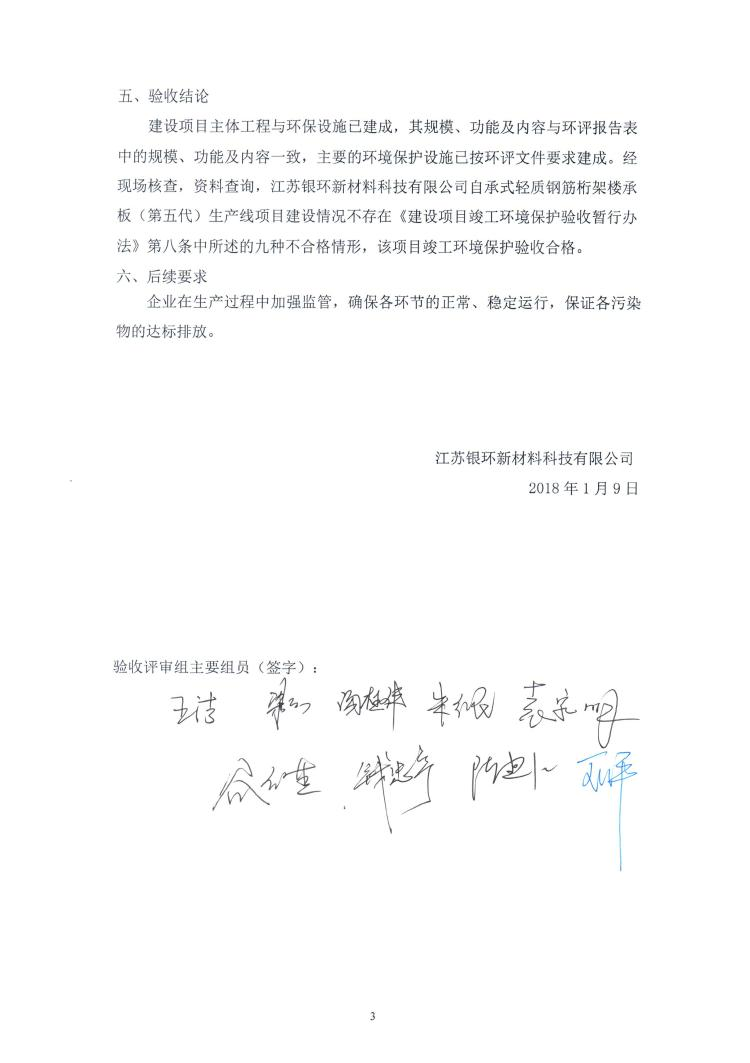 五、验收结论
建设项目主体工程与环保设施已建成，其规模、功能及内容与环评报告表
中的规模、功能及内容一致，主要的环境保护设施已按环评文件要求建成。经
现场核查，资料查询，江苏银环新材料科技有限公司自承式轻质钢筋桁架楼承
板（第五代）生产线项目建设情况不存在《建设项目竣工环境保护验收暂行办
法》第八条中所述的九种不合格情形，该项目竣工环境保护验收合格。
六、后续要求
企业在生产过程中加强监管，确保各环节的正常、稳定运行，保证各污染
物的达标排放。
江苏银环新材料科技有限公司
2018 年 1 月 9 日
验收评审组主要组员（签字）：
王洁
3